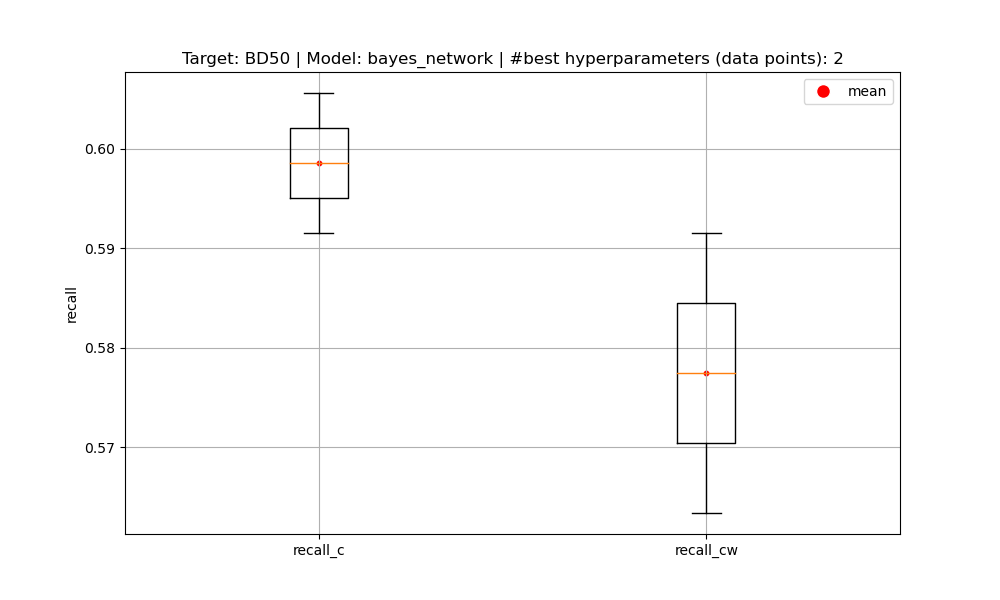 Target: BD50 | Model: bayes_network | #best hyperparameters (data points): 2
mean
0.60
0.59
0.58
0.57
recall
recall_c
recall_cw